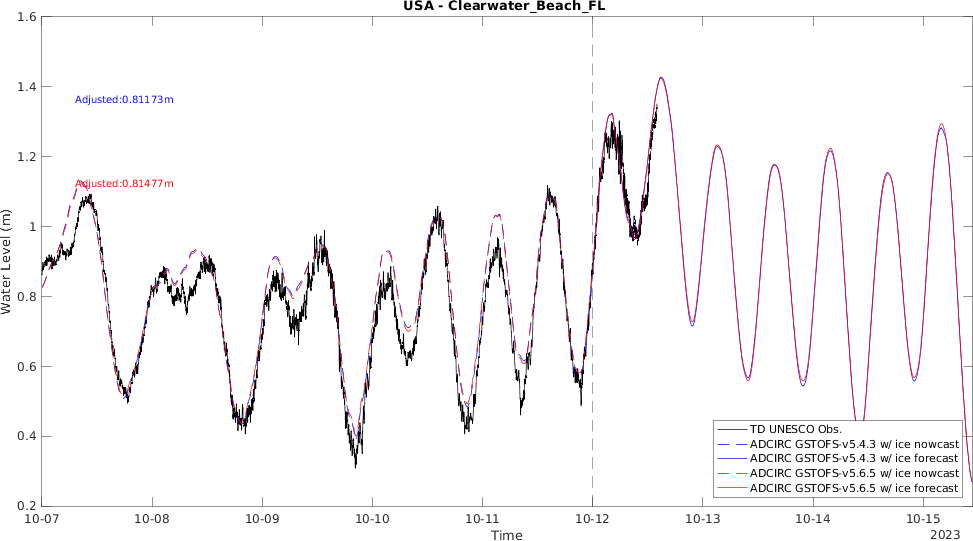 USA - Clearwater_Beach_FL
1.6
1.4
1.2
1
0.8
0.6
0.4
0.2
Water Level (m)
Adjusted:0.81173m
Adjusted:0.81477m
TD UNESCO Obs.
ADCIRC GSTOFS-v5.4.3 w/ ice nowcast
ADCIRC GSTOFS-v5.4.3 w/ ice forecast
ADCIRC GSTOFS-v5.6.5 w/ ice nowcast
ADCIRC GSTOFS-v5.6.5 w/ ice forecast
10-07 10-08 10-09 10-10 10-11 10-12 10-13 10-14 10-15
Time
2023